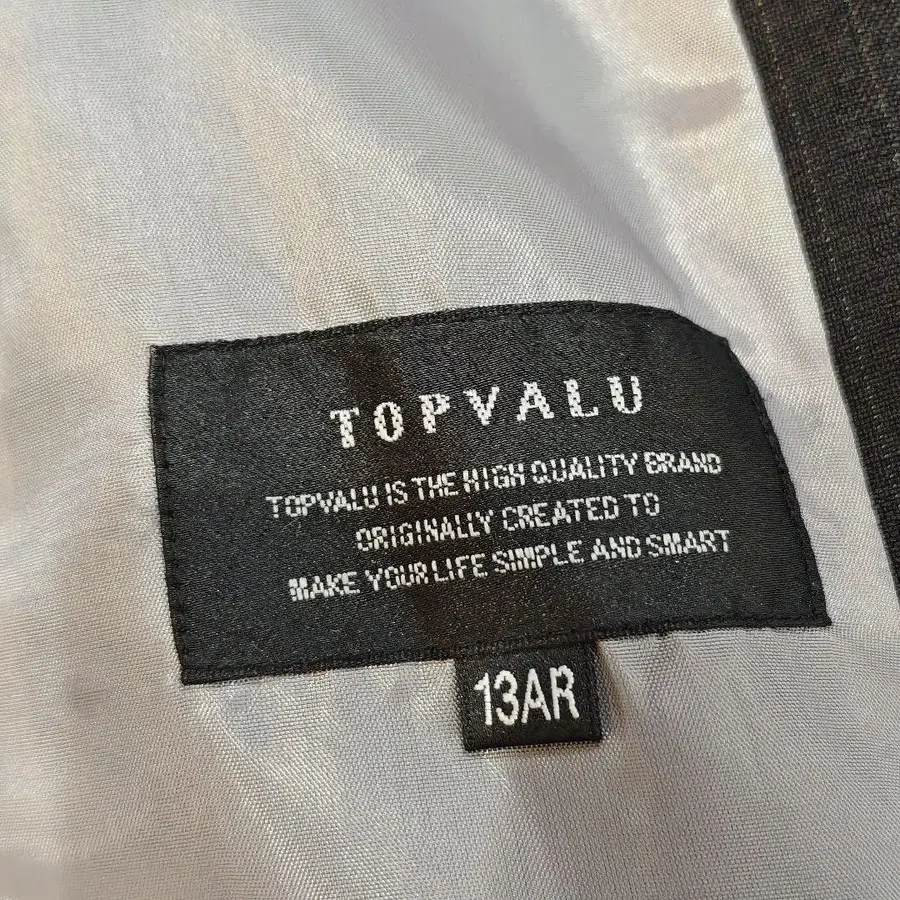 TOPVALU
TOPVALU IS THE HIGH QUALITY BRAND
ORIGINALLY CREATED TO
MAKE YOUR LIFE SIMPLE AND SMART
13AR